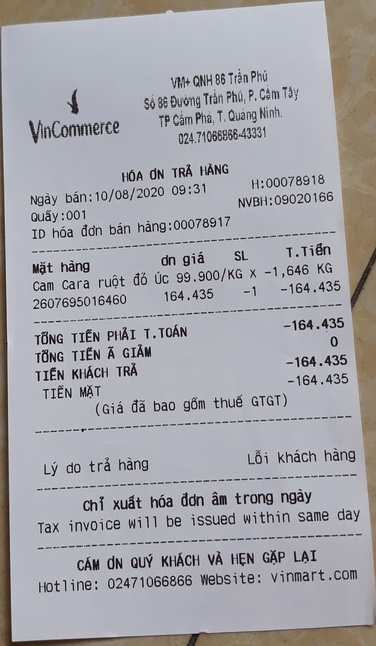 VinCommerce
VM+ QNH 86 Trần Phú
Số 86 Đường Trần Phú, P. Cẩm Tây
TP Cẩm Phả, T. Quảng Ninh.
024.71066866-43331
HÓA ƠN TRẢ HÀNG
Ngày bán:10/08/2020 09:31 H:00078918
Quầy:001 NVBH:09020166
ID hóa đơn bán hàng:00078917
Mặt hàng ơn giá SL T.Tiền
Cam Cara ruột đỏ Úc 99.900/KG X -1,646 KG
2607695016460 164.435 -1 -164.435
TỔNG TIỀN PHẢI T.TOÁN -164.435
TỔNG TIỀN Ã GIẢM 0
TIỀN KHÁCH TRẢ -164.435
TIỀN MẶT -164.435
(Giá đã bao gồm thuế GTGT)
Lý do trả hàng Lỗi khách hàng
Chỉ xuất hóa đơn âm trong ngày
Tax invoice will be issued within same day
CẢM ƠN QUÝ KHÁCH VÀ HẸN GẶP LẠI
Hotline: 02471066866 Website: vinmart.com